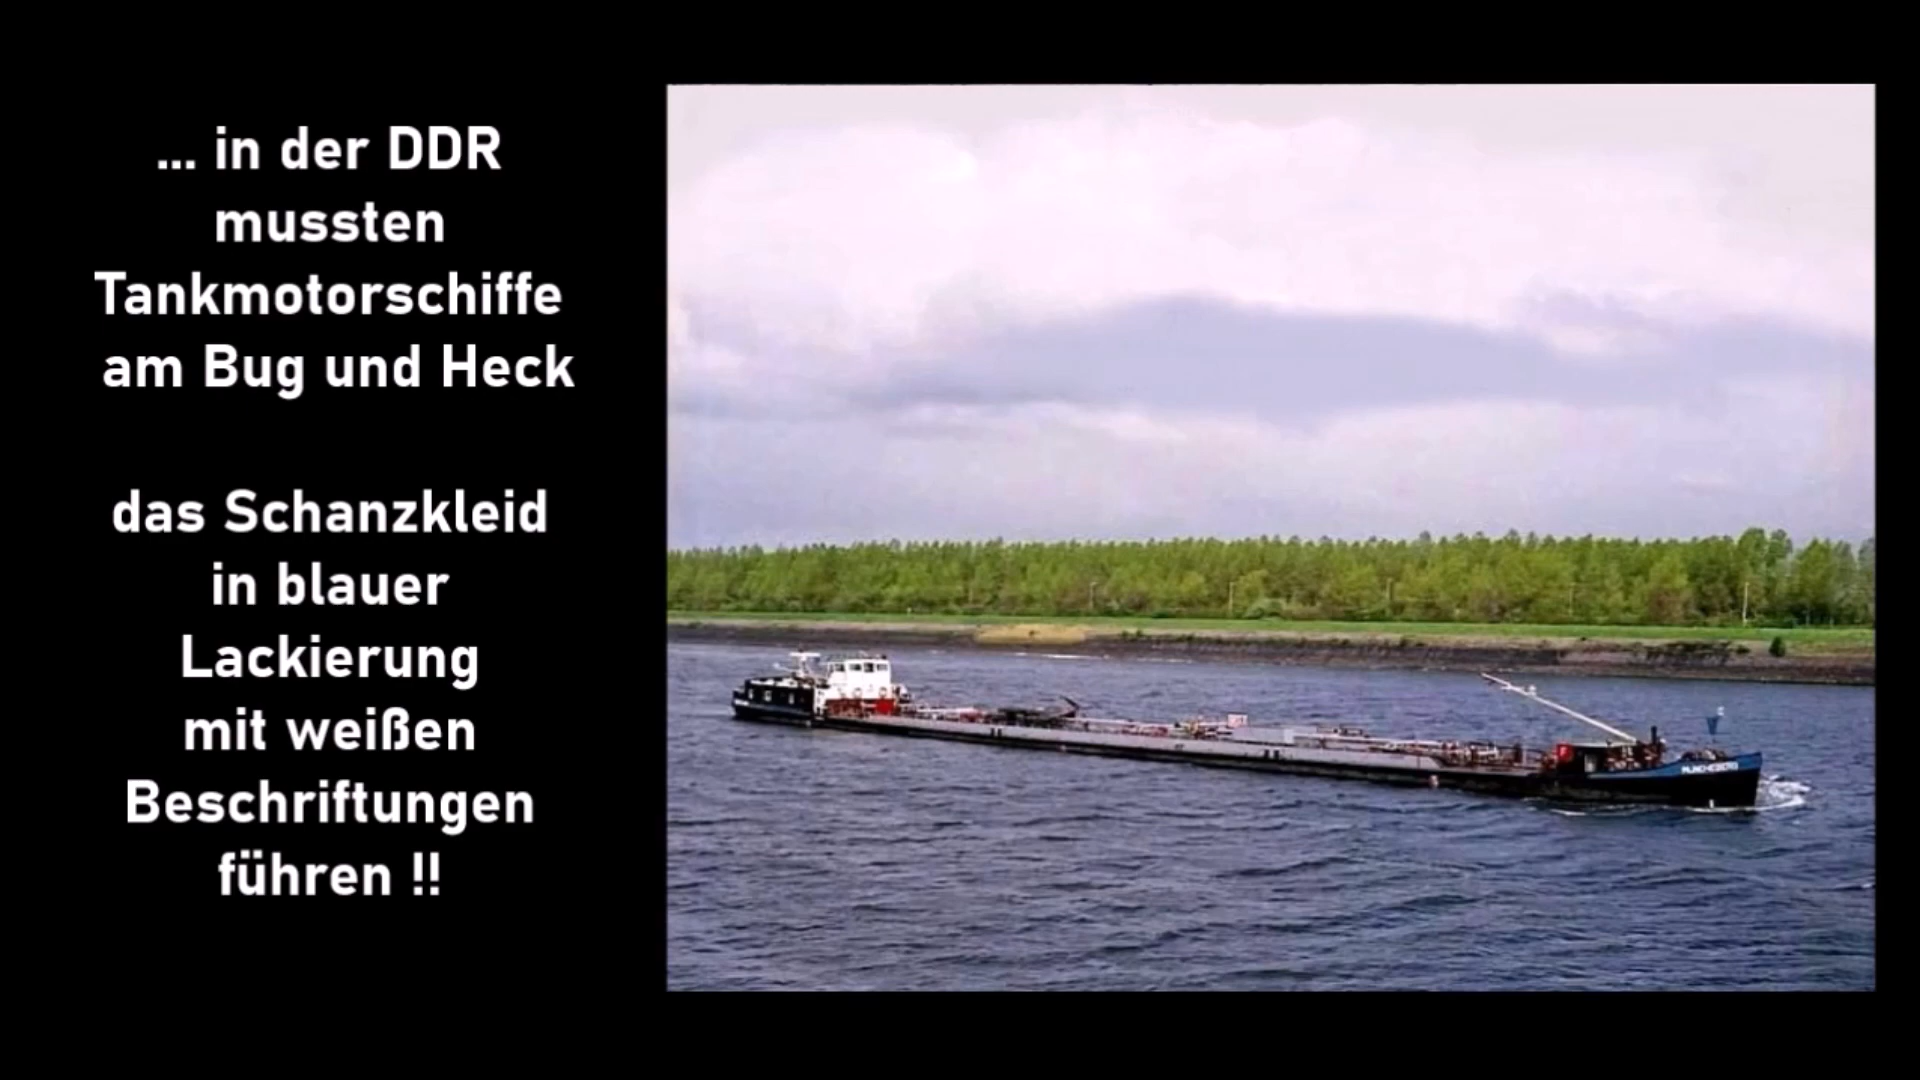 ... in der DDR
mussten
Tankmotorschiffe
am Bug und Heck
das Schanzkleid
in blauer
Lackierung
mit weißen
Beschriftungen
führen !!